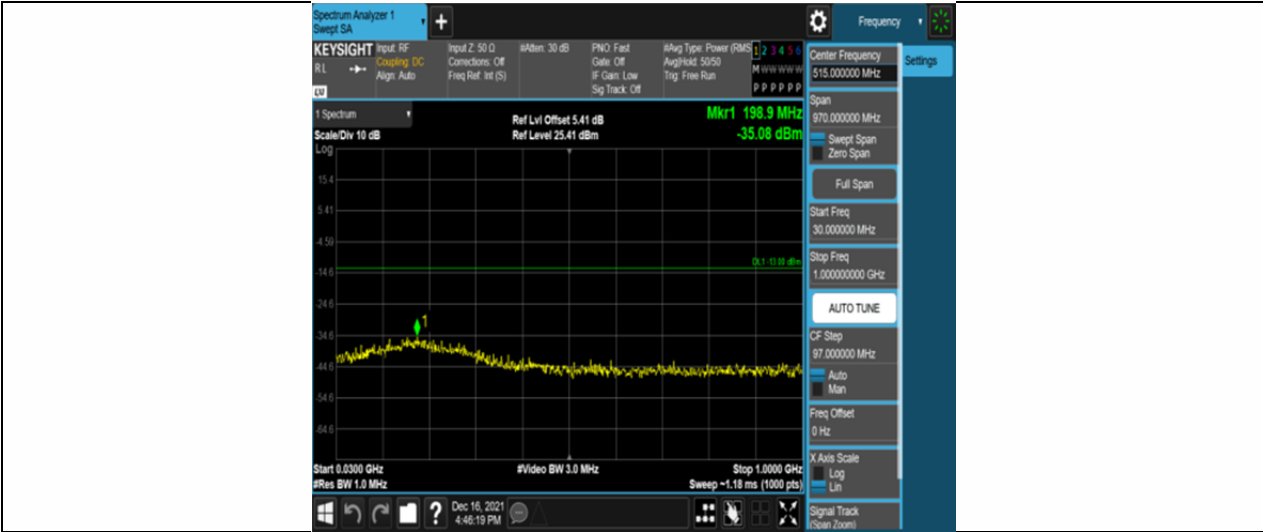 Spectrum Analyzer 1
Swept SA
+
Frequency
KEYSIGHT
Input: RF
Coupling: DC
Align: Auto
Input Z: 50 Ω
Corrections: Off
Freq Ref: Int (S)
#Atten: 30 dB
PNO: Fast
Gate: Off
IF Gain: Low
Sig Track: Off
#Avg Type: Power (RMS
Avg|Hold: 50/50
Trig: Free Run
1 2 3 4 5 6
M W W W W W
P P P P P P
R L
LV
Center Frequency
515.000000 MHz
Settings
Span
970.000000 MHz
Swept Span
Zero Span
Full Span
Start Freq
30.000000 MHz
Stop Freq
1.000000000 GHz
AUTO TUNE
CF Step
97.000000 MHz
Auto
Man
Freq Offset
0 Hz
X Axis Scale
Log
Lin
Signal Track
(Span Zoom)
1 Spectrum
Scale/Div 10 dB
Ref Lvl Offset 5.41 dB
Ref Level 25.41 dBm
Mkr1 198.9 MHz
-35.08 dBm
Log
15.4
5.41
-4.59
DL1 -13.00 dBm
-14.6
-24.6
1
-34.6
-44.6
-54.6
-64.6
Start 0.0300 GHz
#Video BW 3.0 MHz
Stop 1.0000 GHz
#Res BW 1.0 MHz
Sweep ~1.18 ms (1000 pts)
?
Dec 16, 2021
4:46:19 PM